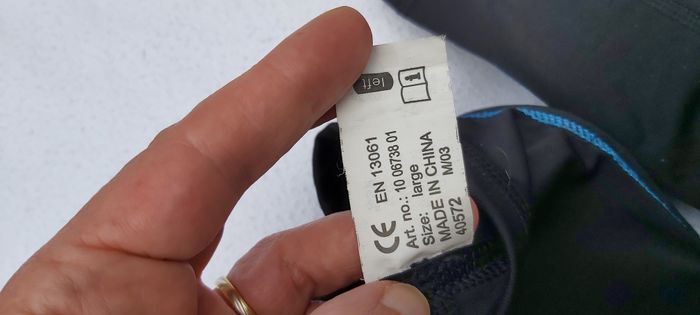 left
CE EN 13061
Art. no.: 10 06738 01
Size: large
MADE IN CHINA
40572 M/03